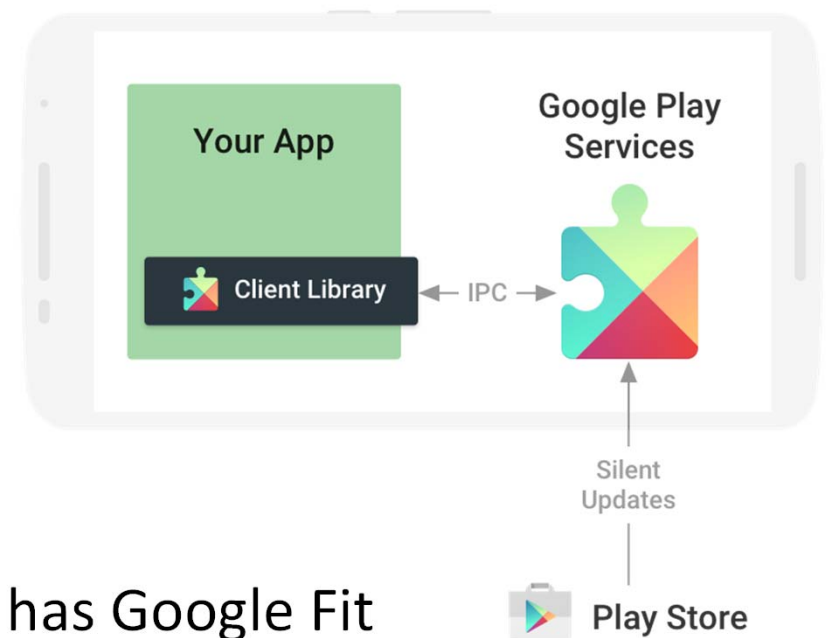 Your App
Google Play
Services
Client Library
IPC
Silent
Updates
has Google Fit
Play Store